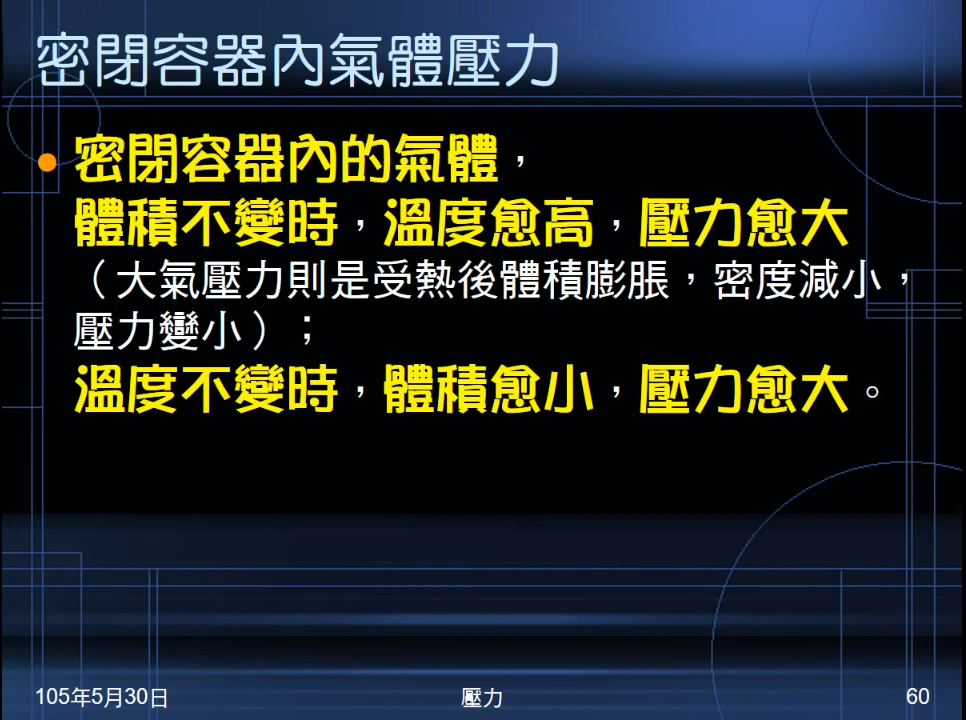 密閉容器內氣體壓力
密閉容器內的氣體，
體積不變時，溫度愈高，壓力愈大
（大氣壓力則是受熱後體積膨脹，密度減小，
壓力變小）；
溫度不變時，體積愈小，壓力愈大。
105年5月30日
壓力
60